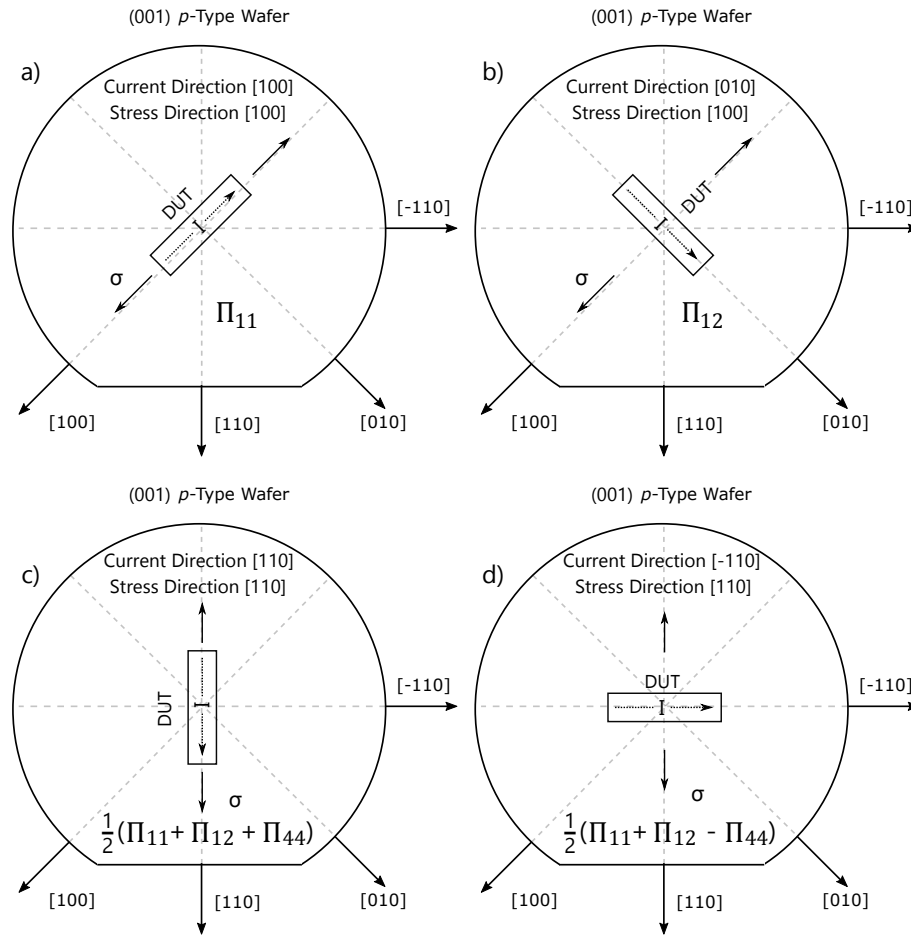 (001) p-Type Wafer
a)
Current Direction [100]
Stress Direction [100]
DUT
I
σ
[-110]
Π11
[100]
[110]
[010]
(001) p-Type Wafer
b)
Current Direction [010]
Stress Direction [100]
DUT
I
σ
[-110]
Π12
[100]
[110]
[010]
(001) p-Type Wafer
c)
Current Direction [110]
Stress Direction [110]
DUT
I
[-110]
σ
1/2(Π11+ Π12 + Π44)
[100]
[110]
[010]
(001) p-Type Wafer
d)
Current Direction [-110]
Stress Direction [110]
DUT
I
[-110]
σ
1/2(Π11+ Π12 - Π44)
[100]
[110]
[010]